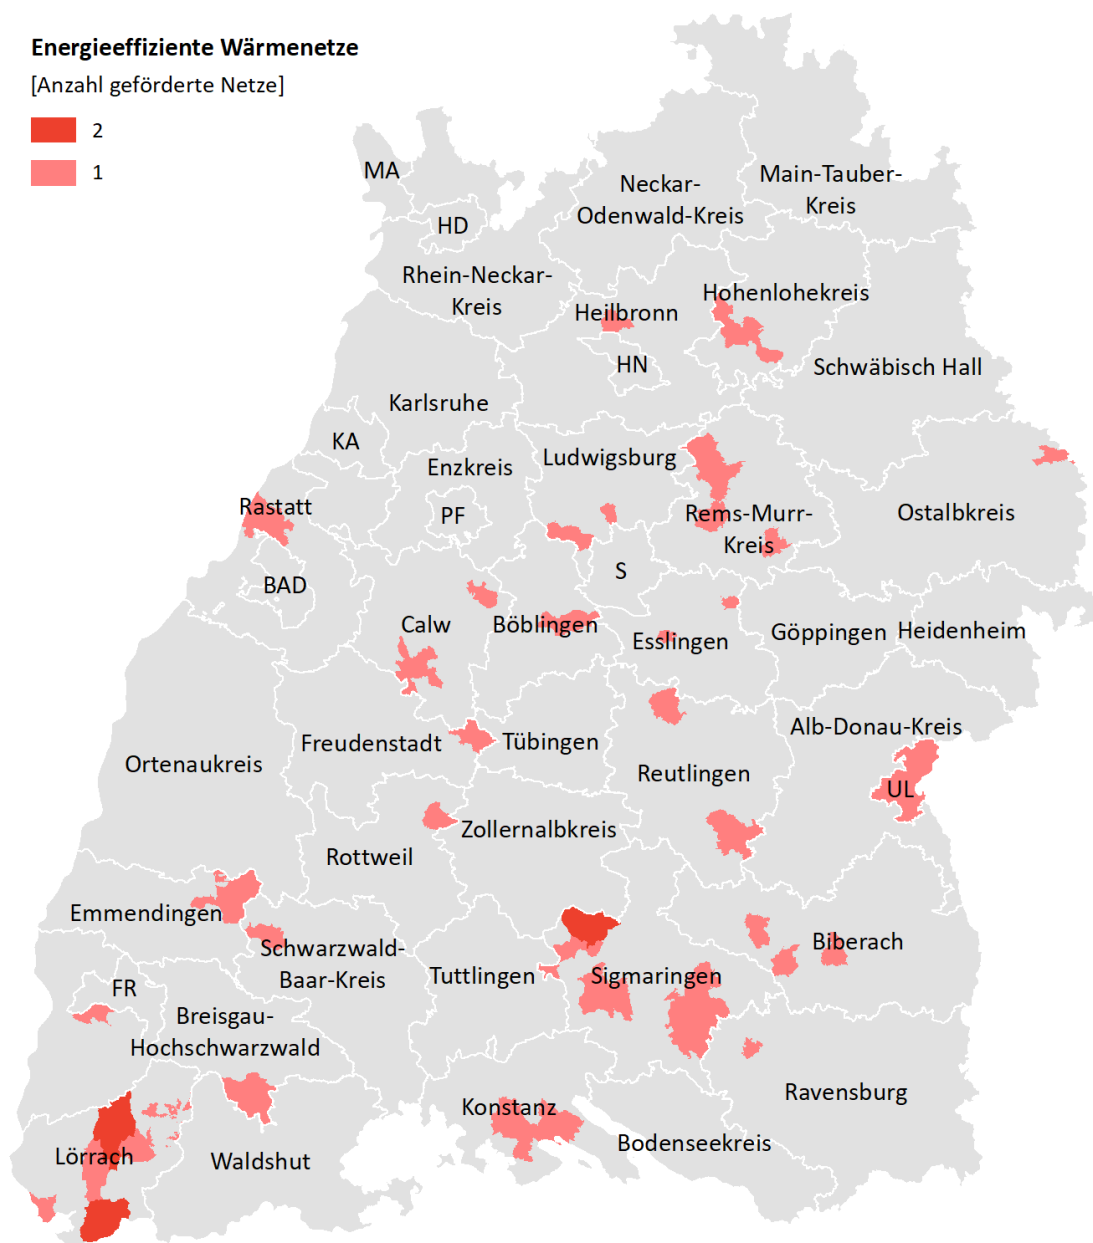 Energieeffiziente Wärmenetze
[Anzahl geförderte Netze]
2
1
MA
HD
Neckar-
Odenwald-Kreis
Main-Tauber-
Kreis
Rhein-Neckar-
Kreis
Heilbronn
Hohenlohekreis
HN
Schwäbisch Hall
Karlsruhe
KA
Enzkreis
Ludwigsburg
Rastatt
PF
Rems-Murr-
Kreis
Ostalbkreis
BAD
S
Calw
Böblingen
Esslingen
Göppingen
Heidenheim
Freudenstadt
Tübingen
Alb-Donau-Kreis
Ortenaukreis
Reutlingen
UL
Rottweil
Zollernalbkreis
Emmendingen
Schwarzwald-
Baar-Kreis
Tuttlingen
Sigmaringen
Biberach
FR
Breisgau-
Hochschwarzwald
Konstanz
Ravensburg
Lörrach
Waldshut
Bodenseekreis